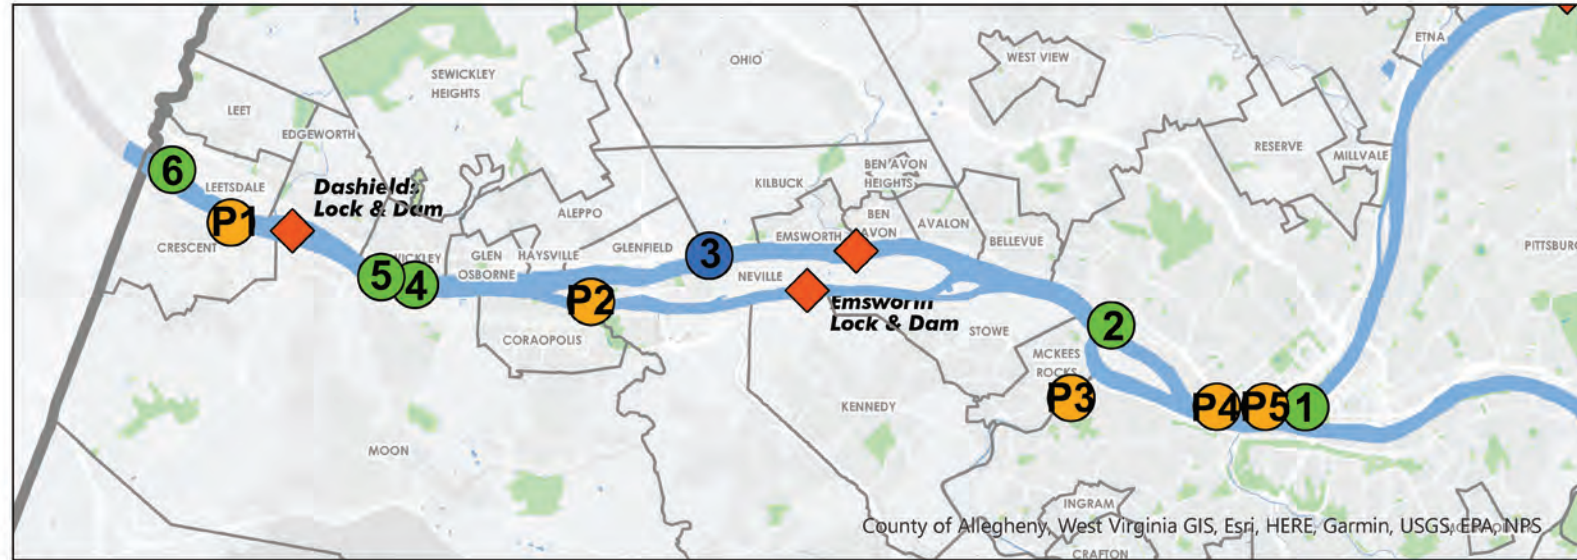 ETNA
OHIO
WEST VIEW
SEWICKLEY
HEIGHTS
LEET
EDGEWORTH
RESERVE
MILLVALE
6
LEETSDALE
Dashields
Lock & Dam
KILBUCK
BEN AVON
HEIGHTS
P1
ALEPPO
BEN
AVON
AVALON
CRESCENT
EMSWORTH
BELLEVUE
PITTSBURG
GLENFIELD
3
GLEN
OSBORNE
HAYSVILLE
5
4
NEVILLE
P2
Emsworth
Lock & Dam
STOWE
2
CORAOPOLIS
MCKEES
ROCKS
P3
KENNEDY
P4
P5
1
MOON
INGRAM
County of Allegheny, West Virginia GIS, Esri, HERE, Garmin, USGS, EPA, NPS
CRAFTON